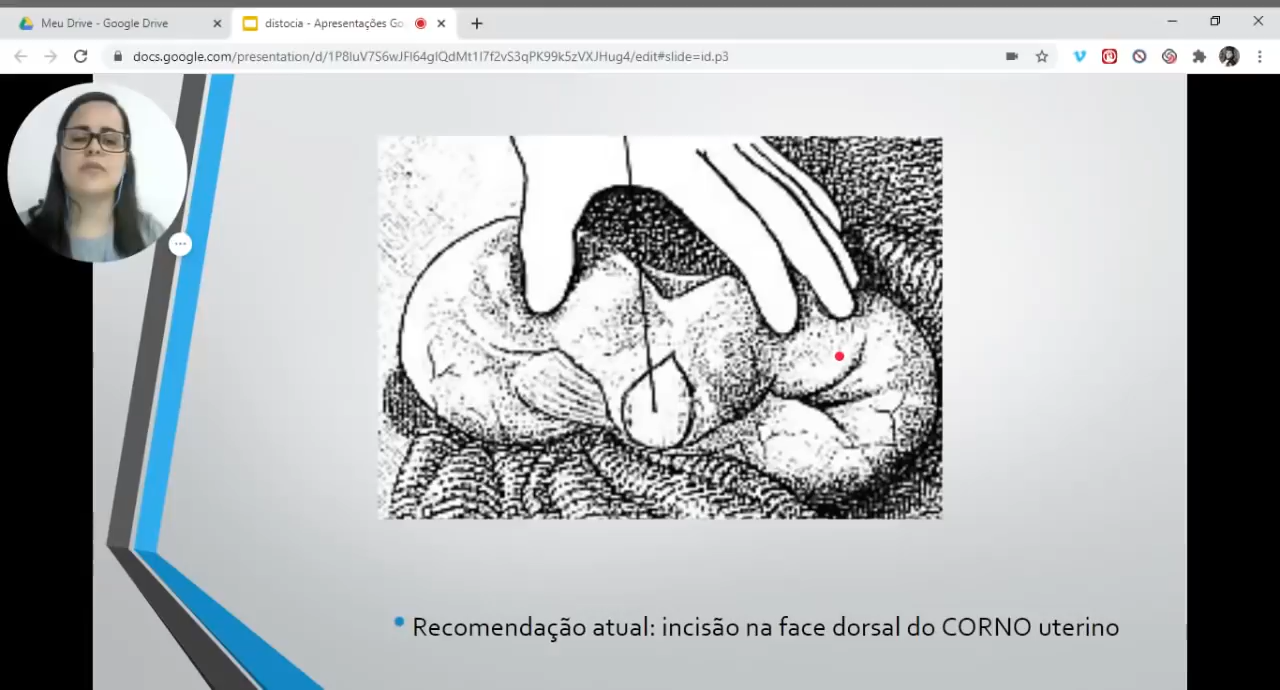 Meu Drive - Google Drive
distocia - Apresentações Go
docs.google.com/presentation/d/1P8IuV7S6wJFl64glQdMt1I7f2vS3qPK99k5zVXJHug4/edit#slide=id.p3
• Recomendação atual: incisão na face dorsal do CORNO uterino